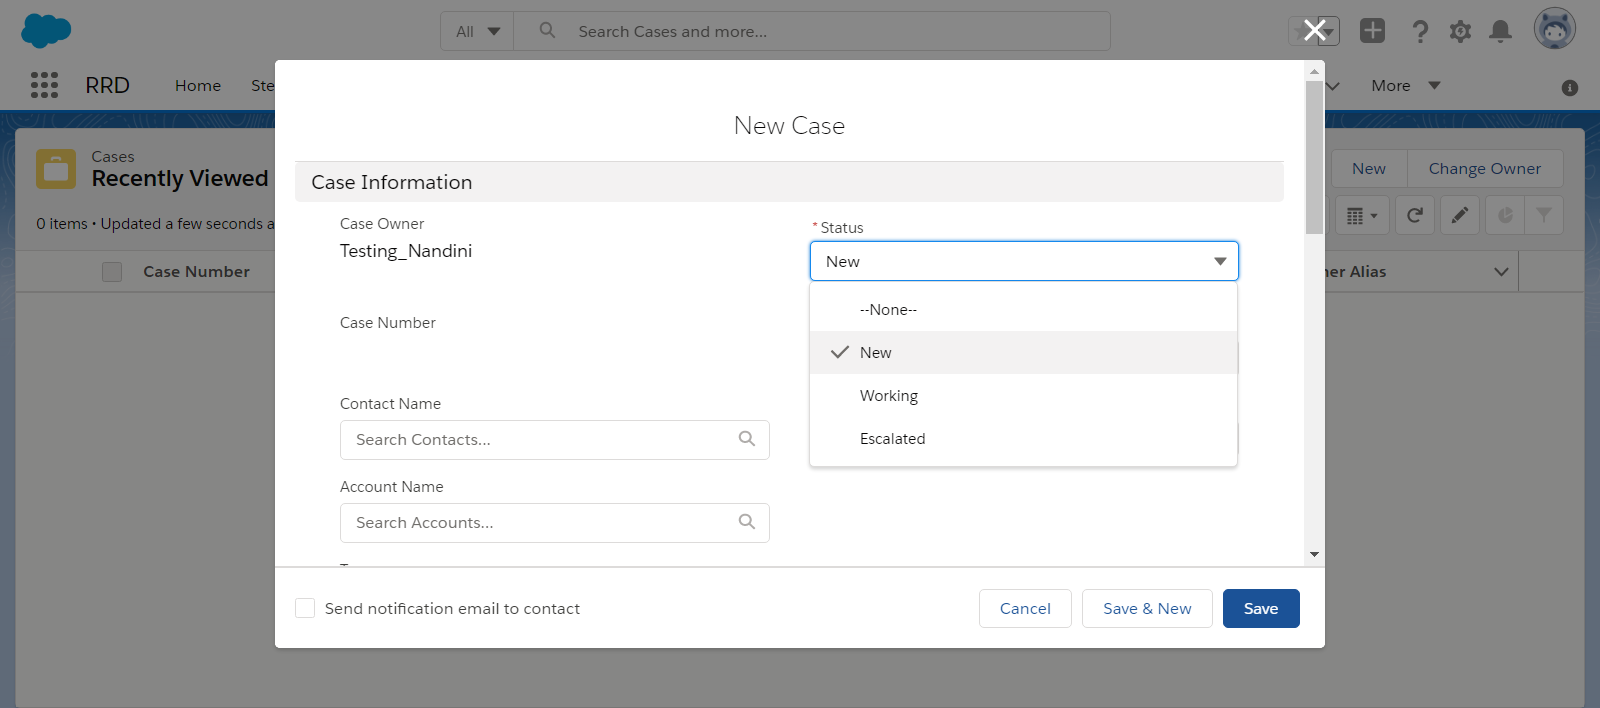 All
Search Cases and more...
RRD
Home
Ste
More
Cases
Recently Viewed
0 items • Updated a few seconds a
New
Change Owner
Case Number
ner Alias
New Case
Case Information
Case Owner
Testing_Nandini
* Status
New
--None--
New
Working
Escalated
Case Number
Contact Name
Search Contacts...
Account Name
Search Accounts...
Send notification email to contact
Cancel
Save & New
Save